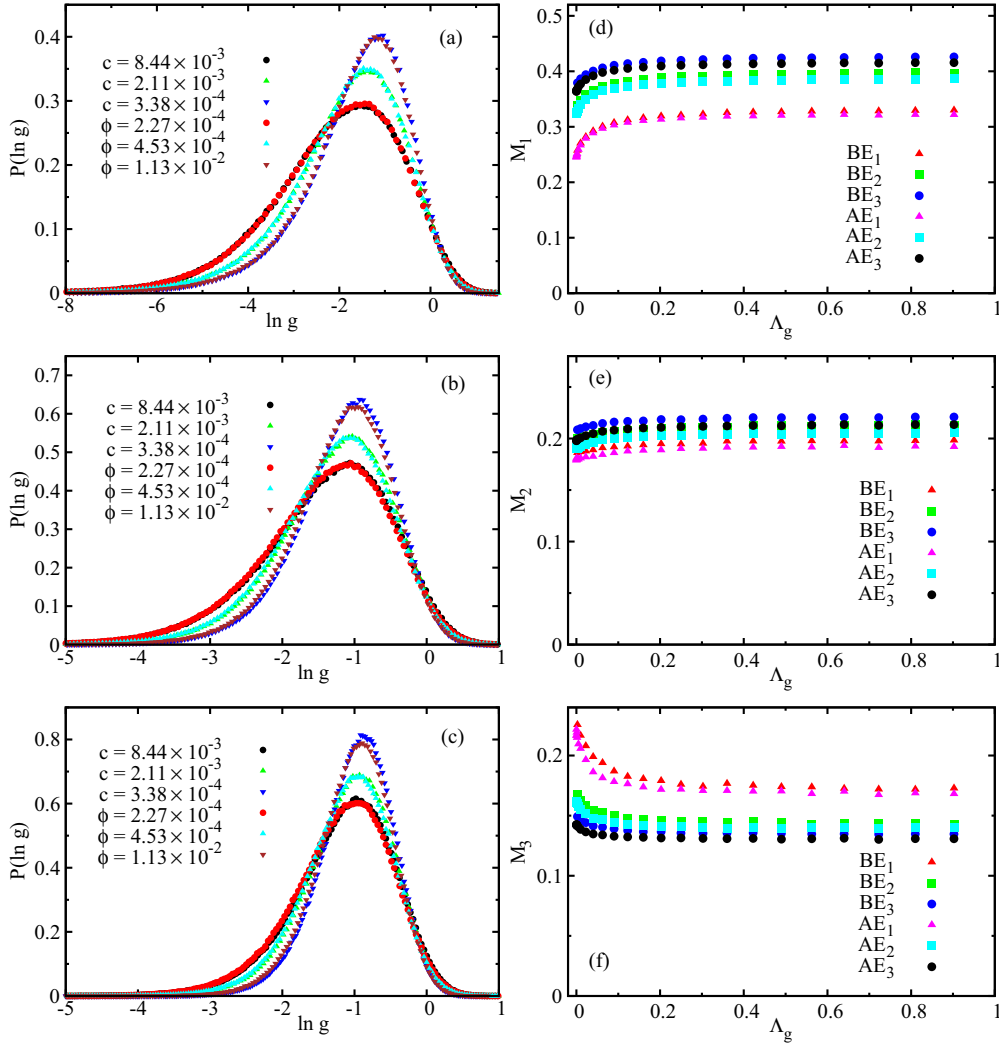 (a)
P(ln g)
0.4
0.3
0.2
0.1
0
c = 8.44 × 10⁻³
c = 2.11 × 10⁻³
c = 3.38 × 10⁻⁴
ϕ = 2.27 × 10⁻⁴
ϕ = 4.53 × 10⁻⁴
ϕ = 1.13 × 10⁻²
-8 -6 -4 -2 0
ln g
(d)
M₁
0.5
0.4
0.3
0.2
0.1
0
BE₁
BE₂
BE₃
AE₁
AE₂
AE₃
0 0.2 0.4 0.6 0.8 1
Λg
(b)
P(ln g)
0.7
0.6
0.5
0.4
0.3
0.2
0.1
0
c = 8.44 × 10⁻³
c = 2.11 × 10⁻³
c = 3.38 × 10⁻⁴
ϕ = 2.27 × 10⁻⁴
ϕ = 4.53 × 10⁻⁴
ϕ = 1.13 × 10⁻²
-5 -4 -3 -2 -1 0 1
ln g
(e)
M₂
0.2
0.1
0
BE₁
BE₂
BE₃
AE₁
AE₂
AE₃
0 0.2 0.4 0.6 0.8 1
Λg
(c)
P(ln g)
0.8
0.6
0.4
0.2
0
c = 8.44 × 10⁻³
c = 2.11 × 10⁻³
c = 3.38 × 10⁻⁴
ϕ = 2.27 × 10⁻⁴
ϕ = 4.53 × 10⁻⁴
ϕ = 1.13 × 10⁻²
-5 -4 -3 -2 -1 0 1
ln g
M₃
0.2
0.1
0
BE₁
BE₂
BE₃
AE₁
AE₂
AE₃
(f)
0 0.2 0.4 0.6 0.8 1
Λg